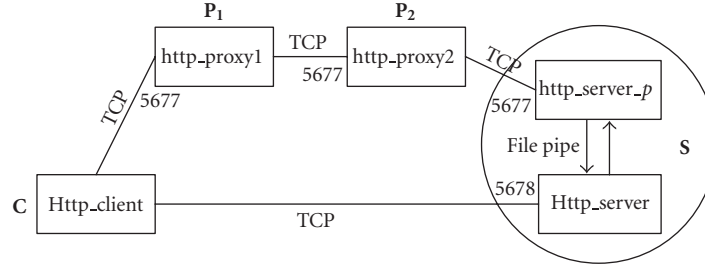 P1 P2
http_proxy1 TCP http_proxy2 TCP
5677 5677 5677 http_server_p
TCP
File pipe S
C Http_client 5678 Http_server
TCP